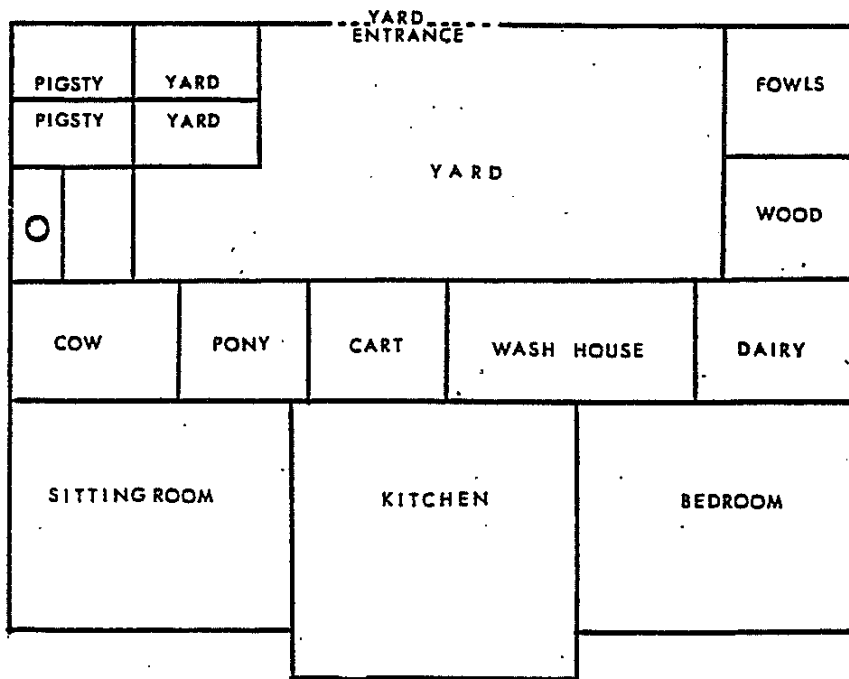 YARD
ENTRANCE
PIGSTY YARD
FOWLS
PIGSTY YARD
YARD
WOOD
O
COW PONY CART WASH HOUSE DAIRY
SITTING ROOM KITCHEN BEDROOM